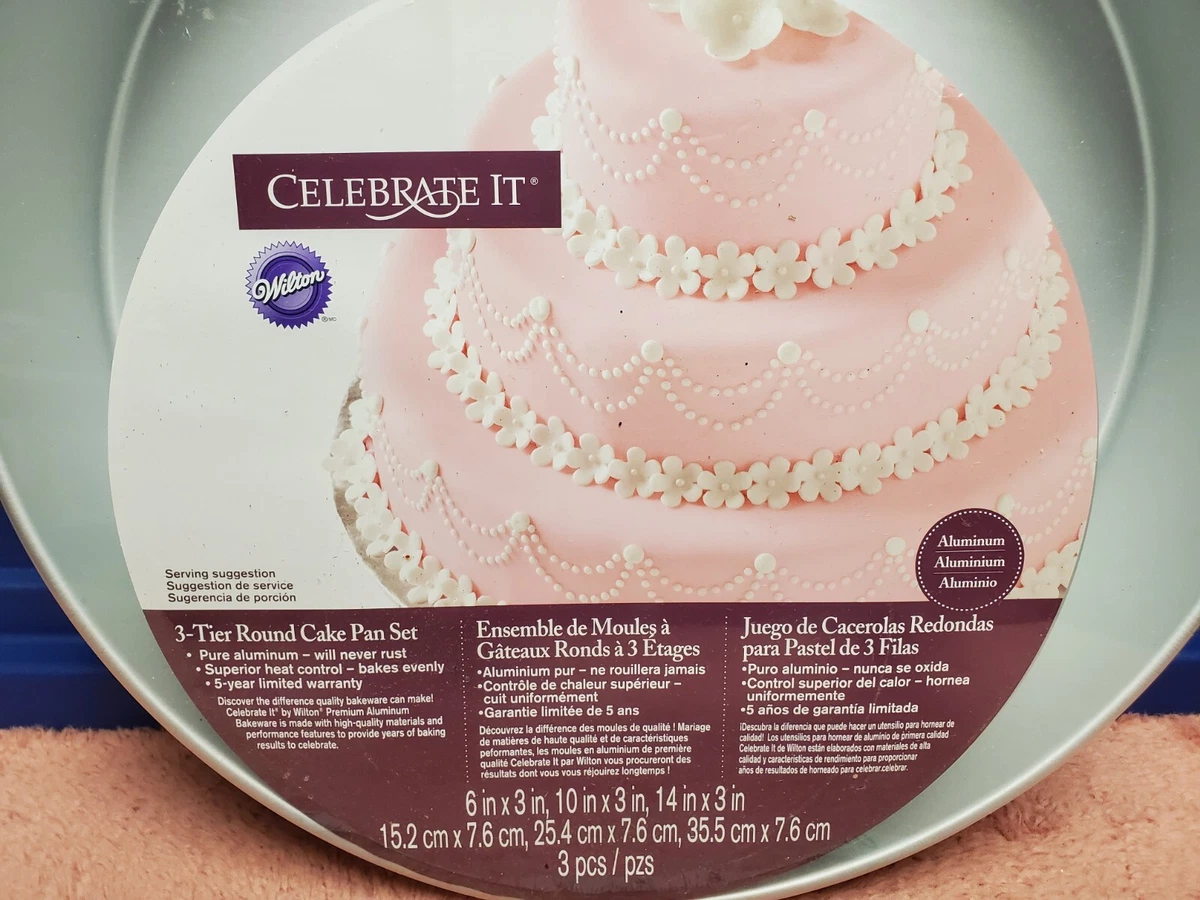 CELEBRATE IT®
Wilton
®MC
Aluminum
Aluminium
Aluminio
Serving suggestion
Suggestion de service
Sugerencia de porción
3-Tier Round Cake Pan Set
• Pure aluminum – will never rust
• Superior heat control – bakes evenly
• 5-year limited warranty
Discover the difference quality bakeware can make!
Celebrate It® by Wilton® Premium Aluminum
Bakeware is made with high-quality materials and
performance features to provide years of baking
results to celebrate.
Ensemble de Moules à
Gâteaux Ronds à 3 Étages
•Aluminium pur – ne rouillera jamais
•Contrôle de chaleur supérieur –
cuit uniformément
•Garantie limitée de 5 ans
Découvrez la différence des moules de qualité ! Mariage
de matières de haute qualité et de caractéristiques
peformantes, les moules en aluminium de première
qualité Celebrate It par Wilton vous procureront des
résultats dont vous vous réjouirez longtemps !
Juego de Cacerolas Redondas
para Pastel de 3 Filas
•Puro aluminio – nunca se oxida
•Control superior del calor – hornea
uniformemente
•5 años de garantía limitada
¡Descubra la diferencia que puede hacer un utensilio para hornear de
calidad! Los utensilios para hornear de aluminio de primera calidad
Celebrate It de Wilton están elaborados con materiales de alta
calidad y características de rendimiento para proporcionar
años de resultados de horneado para celebrar.celebrar.
6 in x 3 in, 10 in x 3 in, 14 in x 3 in
15.2 cm x 7.6 cm, 25.4 cm x 7.6 cm, 35.5 cm x 7.6 cm
3 pcs / pzs